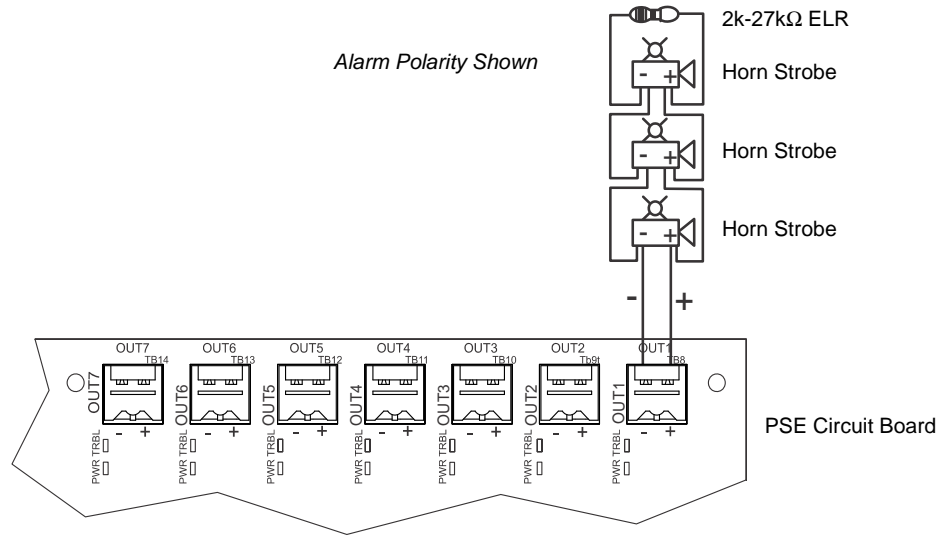 2k-27kΩ ELR
Alarm Polarity Shown
Horn Strobe
- +
Horn Strobe
- +
Horn Strobe
- +
- +
OUT7 OUT6 OUT5 OUT4 OUT3 OUT2 OUT1
TB14 TB13 TB12 TB11 TB10 Tb9t TB8
OUT7 OUT6 OUT5 OUT4 OUT3 OUT2 OUT1
PSE Circuit Board
- + - + - + - + - + - + - +
PWR TRBL PWR TRBL PWR TRBL PWR TRBL PWR TRBL PWR TRBL PWR TRBL